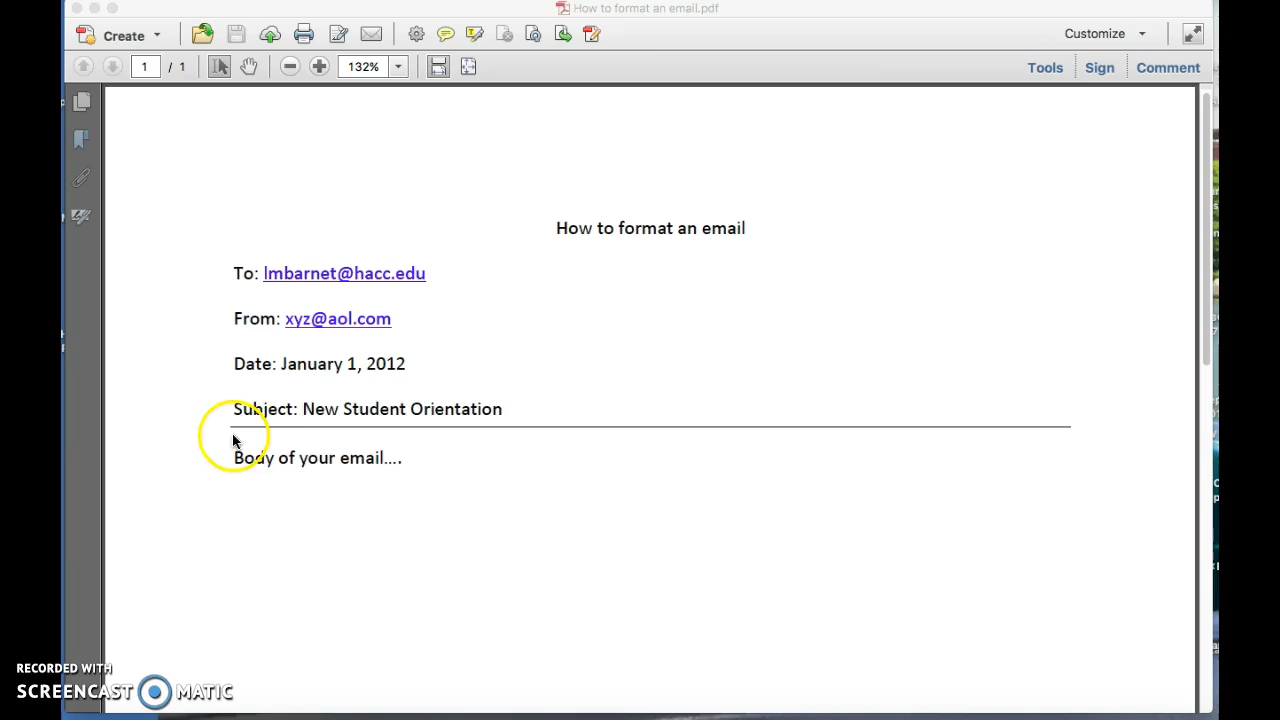 How to format an email.pdf
Create
Customize
1 / 1
132%
Tools Sign Comment
How to format an email
To: lmbarnet@hacc.edu
From: xyz@aol.com
Date: January 1, 2012
Subject: New Student Orientation
Body of your email....
RECORDED WITH
SCREENCAST MATIC